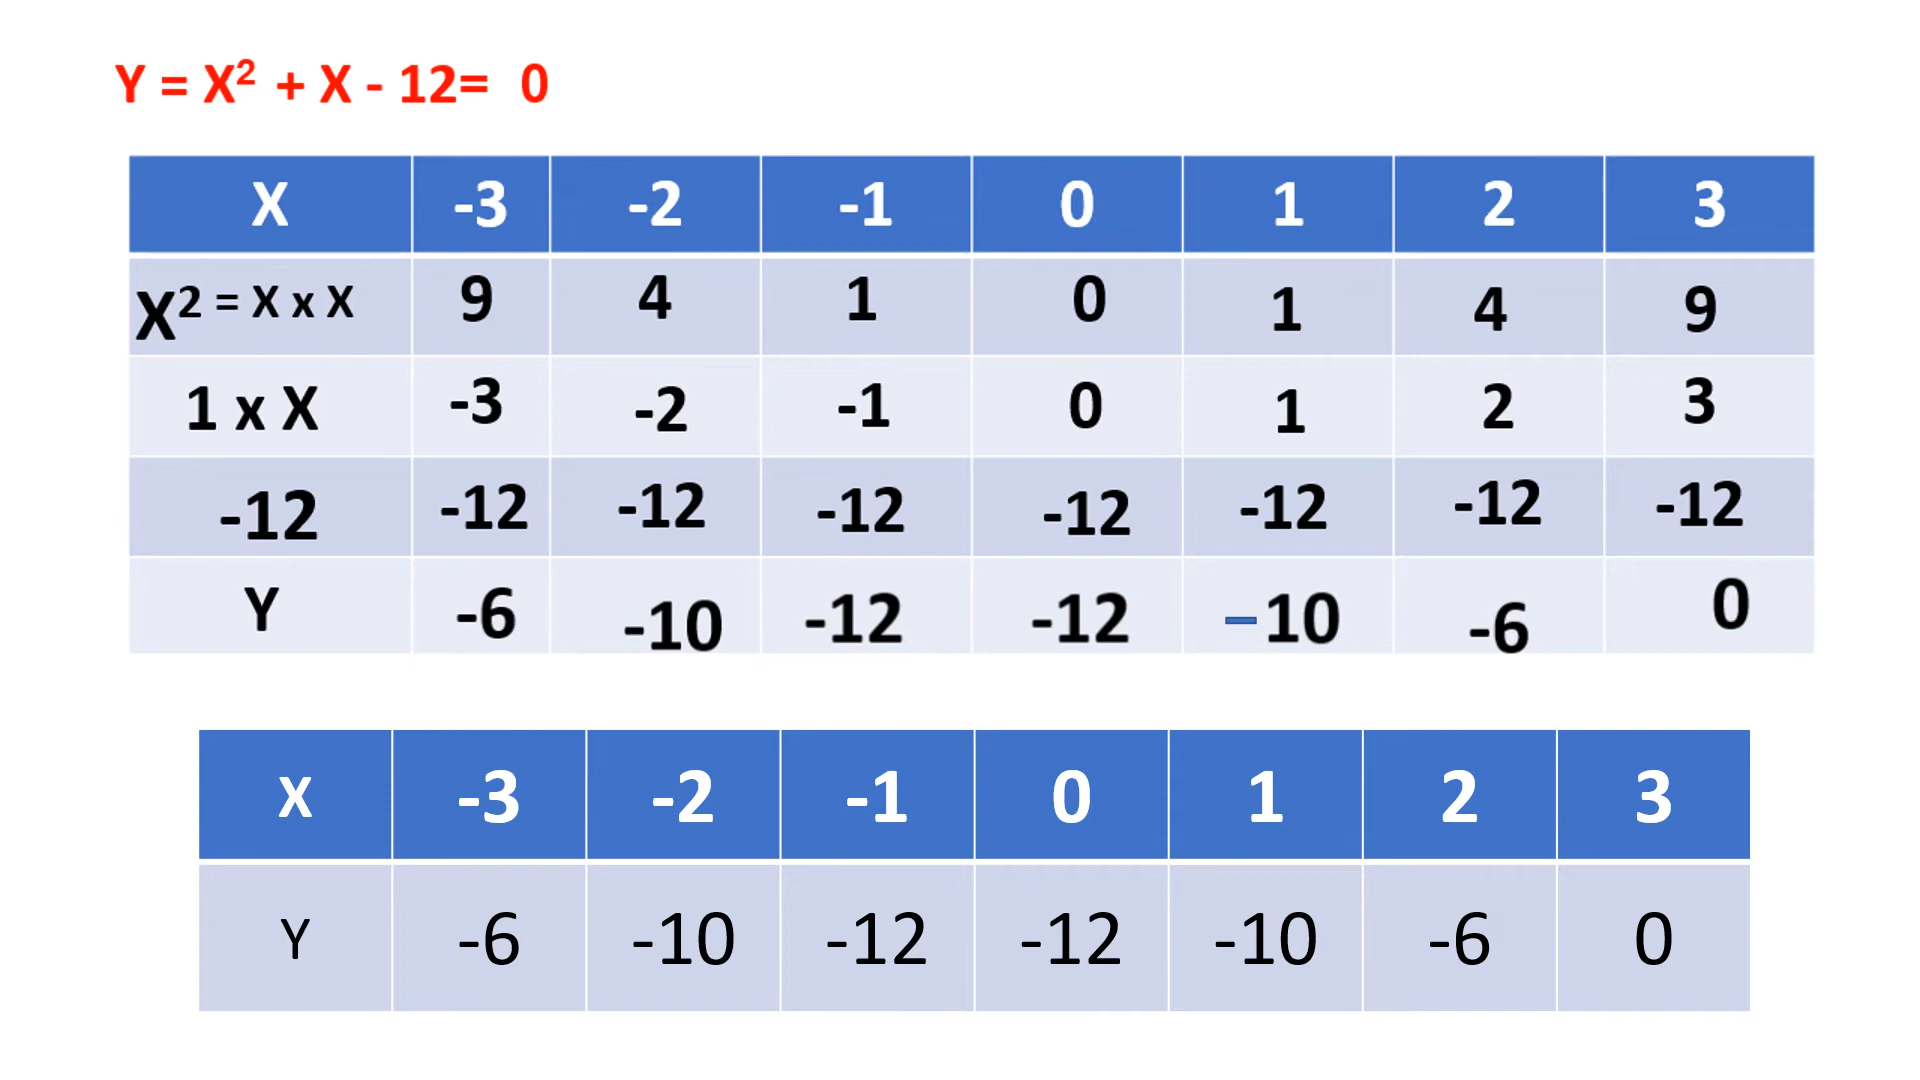 Y = X² + X - 12= 0
X -3 -2 -1 0 1 2 3
X² = X x X 9 4 1 0 1 4 9
1 x X -3 -2 -1 0 1 2 3
-12 -12 -12 -12 -12 -12 -12 -12
Y -6 -10 -12 -12 -10 -6 0
X -3 -2 -1 0 1 2 3
Y -6 -10 -12 -12 -10 -6 0